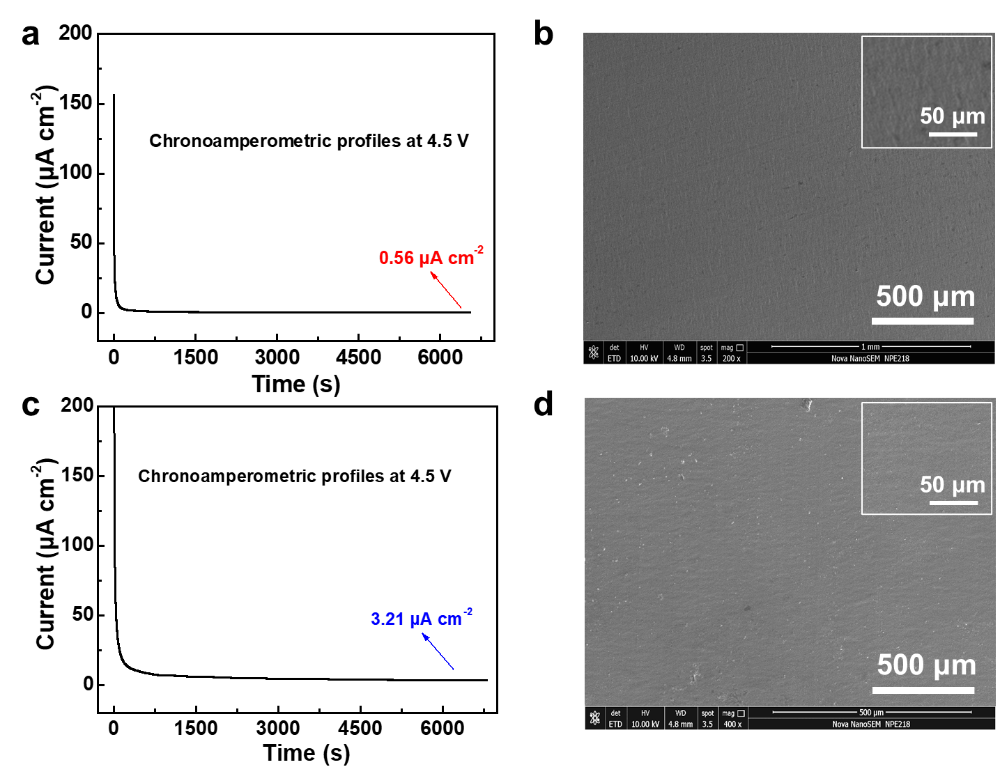 a
200
150
100
50
0
Current (µA cm-2)
Chronoamperometric profiles at 4.5 V
0.56 µA cm-2
0 1500 3000 4500 6000
Time (s)
b
50 µm
500 µm
det HV WD spot mag 1 mm
ETD 10.00 kV 4.8 mm 3.5 200 x Nova NanoSEM NPE218
c
200
150
100
50
0
Current (µA cm-2)
Chronoamperometric profiles at 4.5 V
3.21 µA cm-2
0 1500 3000 4500 6000
Time (s)
d
50 µm
500 µm
det HV WD spot mag 500 µm
ETD 10.00 kV 4.8 mm 3.5 400 x Nova NanoSEM NPE218